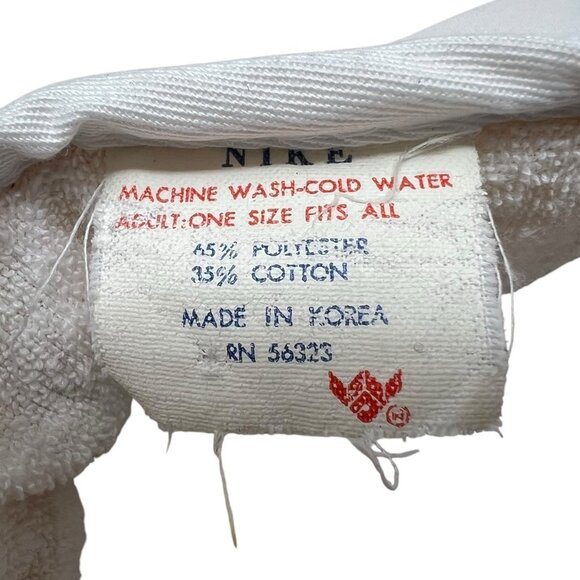 NIKE
MACHINE WASH-COLD WATER
ADULT:ONE SIZE FITS ALL
65% POLYESTER
35% COTTON
MADE IN KOREA
RN 56323